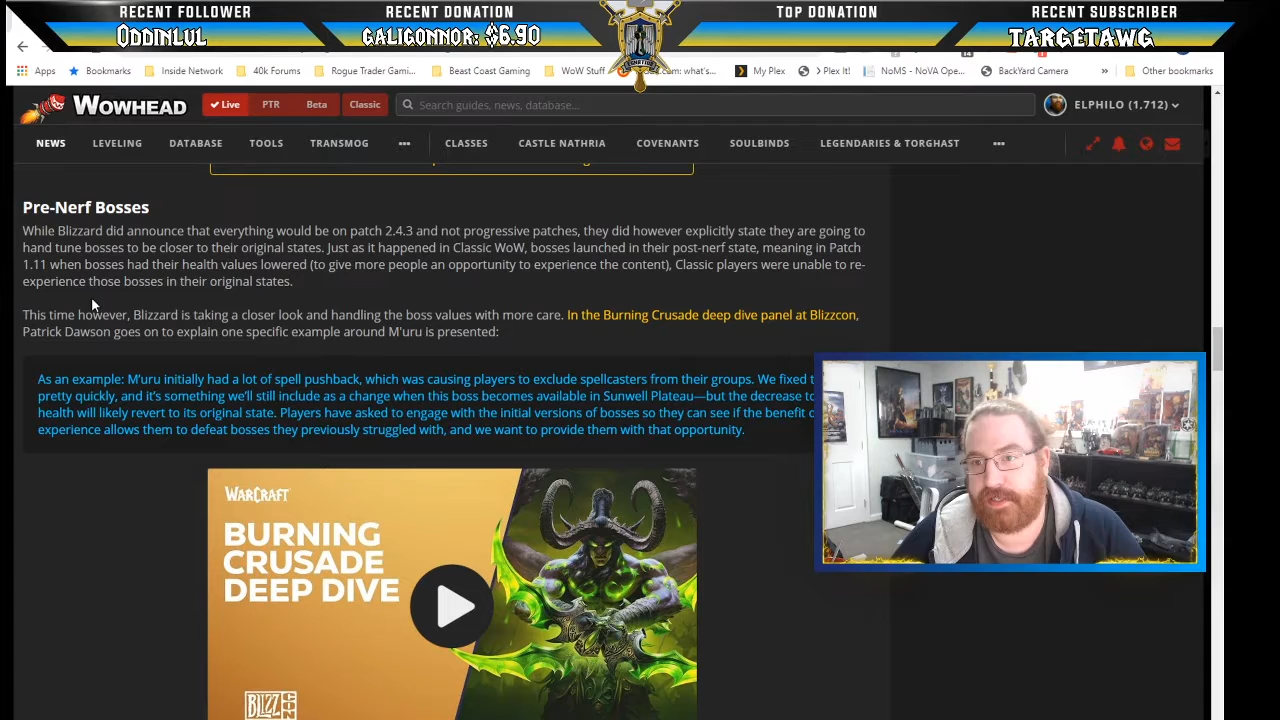 RECENT FOLLOWER
ODDINLUL
RECENT DONATION
GALIGONNOR: $6.90
TOP DONATION
RECENT SUBSCRIBER
TARGETAWG
Apps
Bookmarks
Inside Network
40k Forums
Rogue Trader Gami...
Beast Coast Gaming
WoW Stuff
.com: what's...
My Plex
Plex It!
NoMS - NoVA Ope...
BackYard Camera
»
Other bookmarks
WOWHEAD
Live
PTR
Beta
Classic
Search guides, news, database...
ELPHILO (1,712)
NEWS
LEVELING
DATABASE
TOOLS
TRANSMOG
CLASSES
CASTLE NATHRIA
COVENANTS
SOULBINDS
LEGENDARIES & TORGHAST
Pre-Nerf Bosses
While Blizzard did announce that everything would be on patch 2.4.3 and not progressive patches, they did however explicitly state they are going to
hand tune bosses to be closer to their original states. Just as it happened in Classic WoW, bosses launched in their post-nerf state, meaning in Patch
1.11 when bosses had their health values lowered (to give more people an opportunity to experience the content), Classic players were unable to re-
experience those bosses in their original states.
This time however, Blizzard is taking a closer look and handling the boss values with more care. In the Burning Crusade deep dive panel at Blizzcon,
Patrick Dawson goes on to explain one specific example around M'uru is presented:
As an example: M'uru initially had a lot of spell pushback, which was causing players to exclude spellcasters from their groups. We fixed t
pretty quickly, and it's something we'll still include as a change when this boss becomes available in Sunwell Plateau—but the decrease to
health will likely revert to its original state. Players have asked to engage with the initial versions of bosses so they can see if the benefit o
experience allows them to defeat bosses they previously struggled with, and we want to provide them with that opportunity.
WARCRAFT
BURNING
CRUSADE
DEEP DIVE
BLIZZ